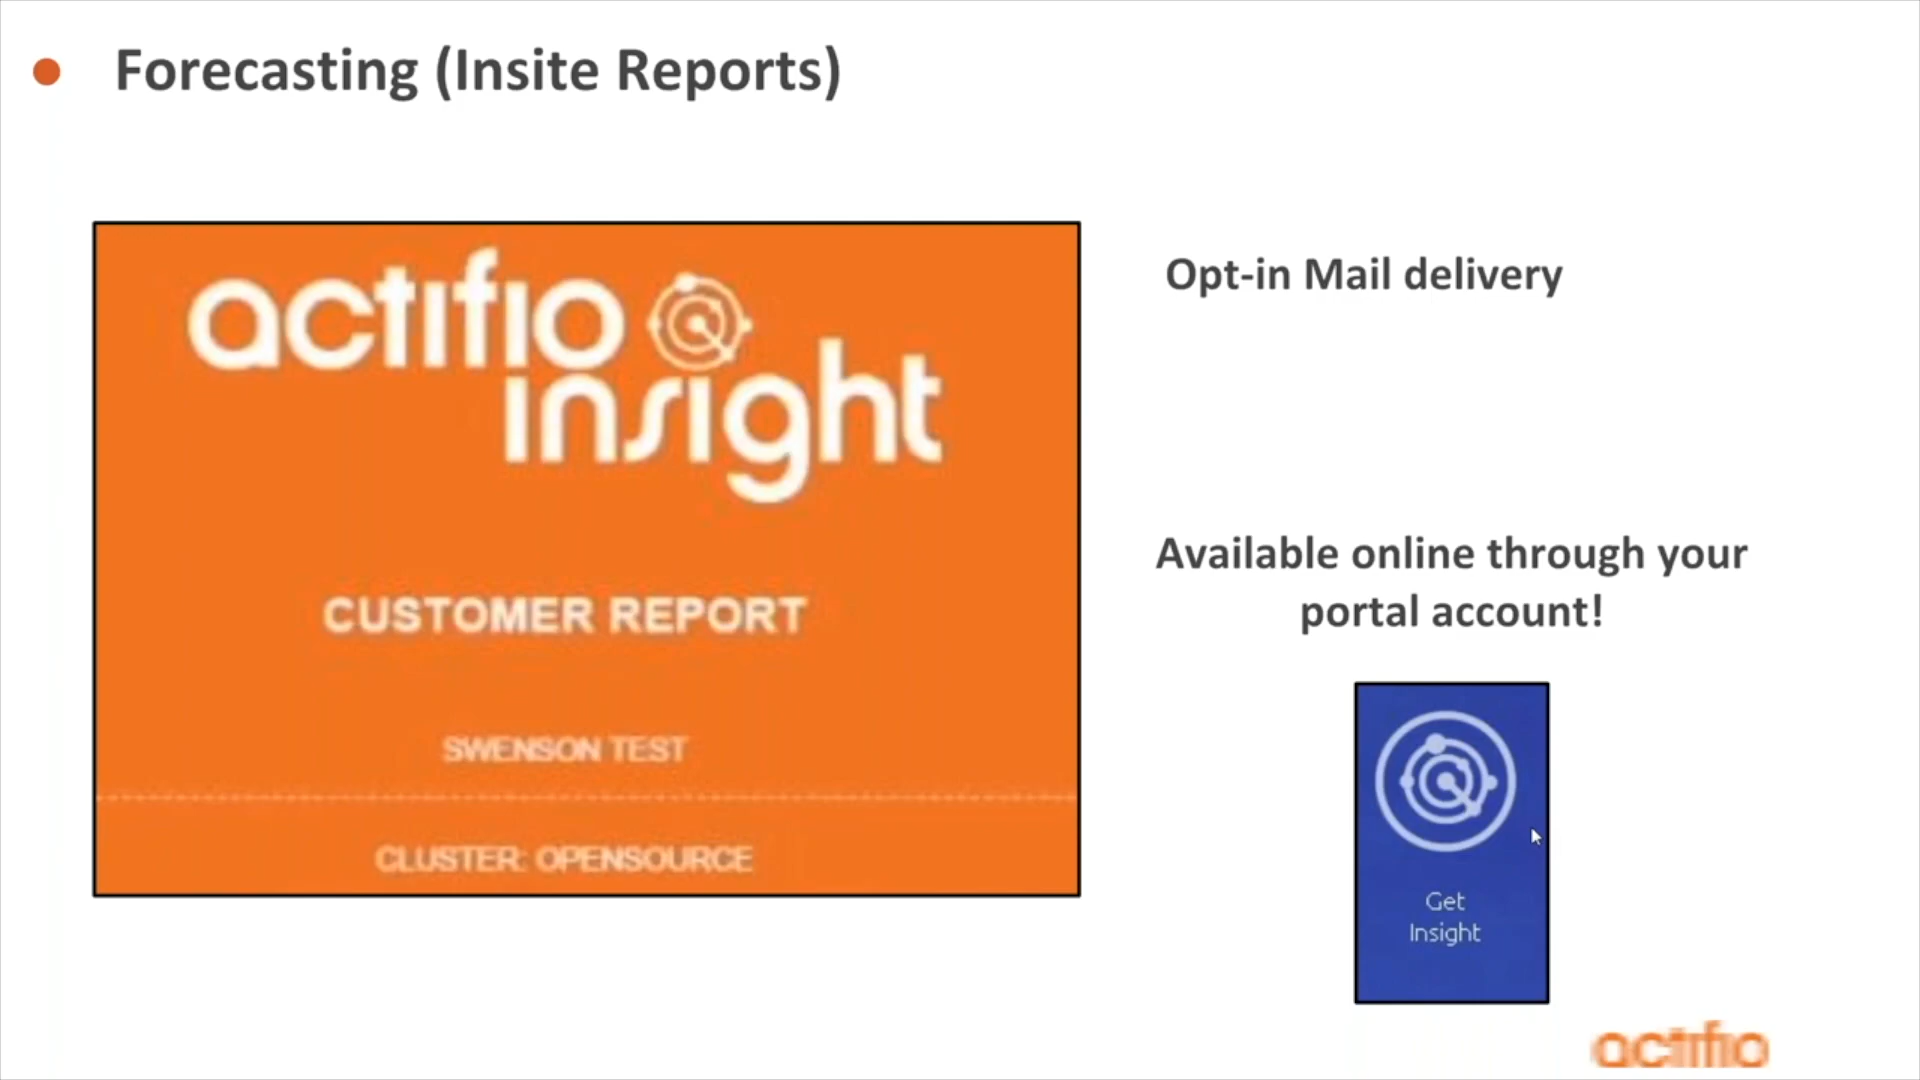 Forecasting (Insite Reports)
actifio
insight
CUSTOMER REPORT
SWENSON TEST
CLUSTER: OPENSOURCE
Opt-in Mail delivery
Available online through your
portal account!
Get
Insight
actifio